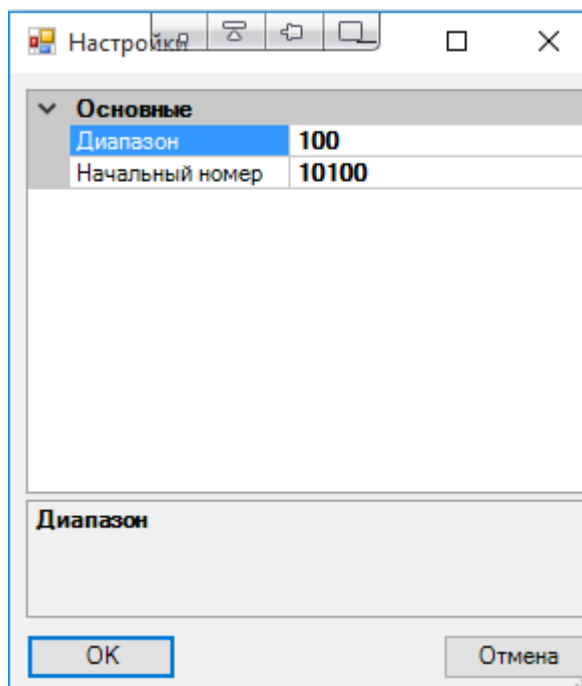 Настройки
Основные
Диапазон 100
Начальный номер 10100
Диапазон
OK Отмена